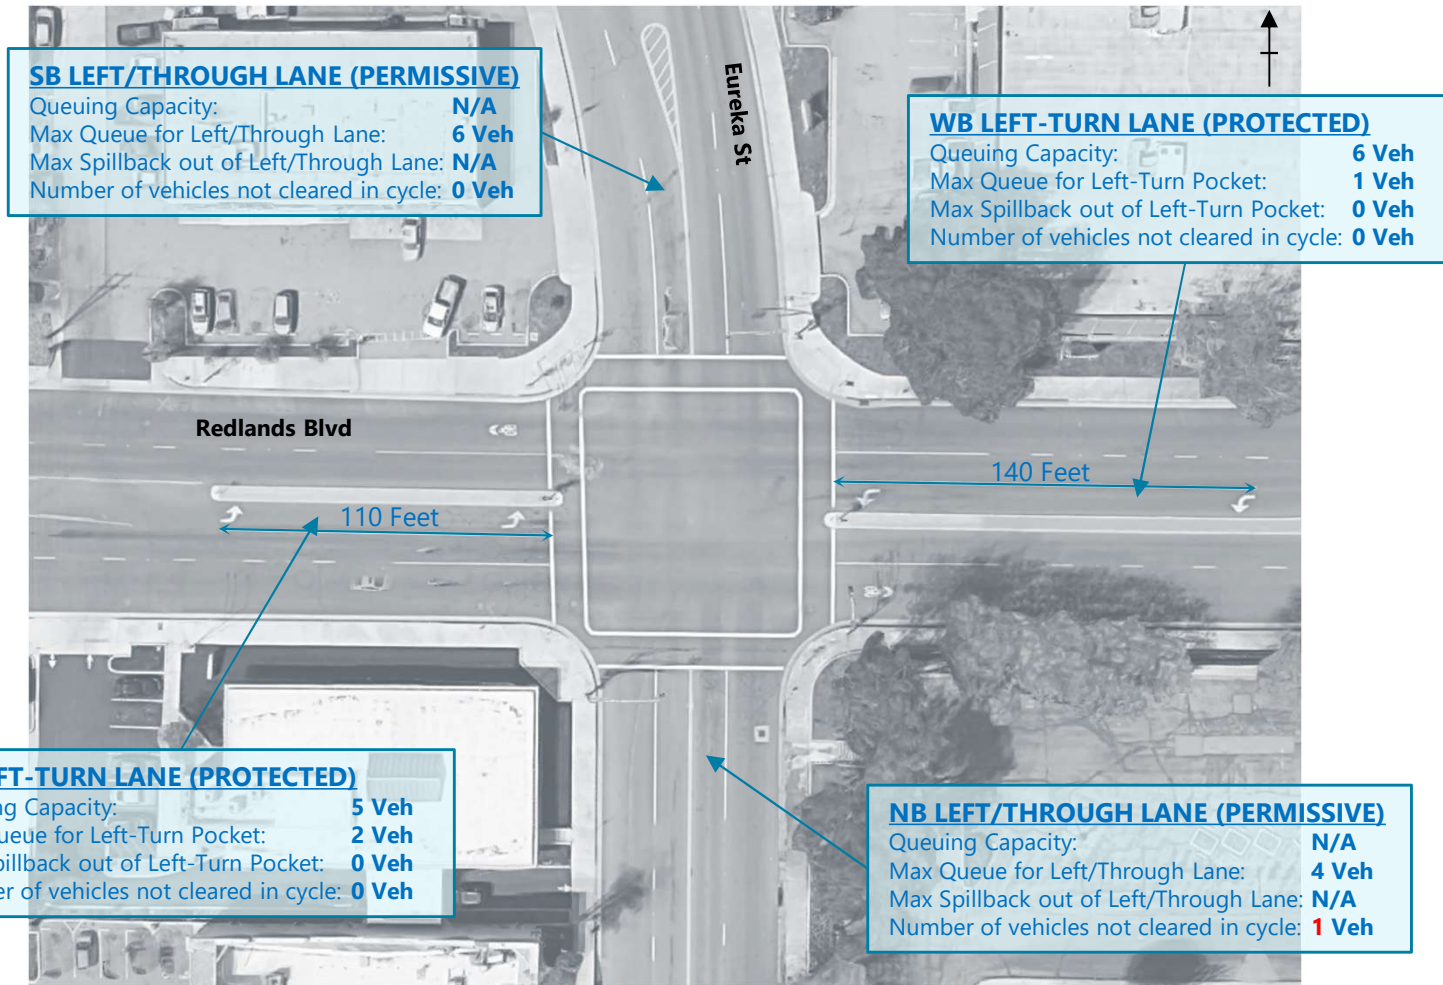 SB LEFT/THROUGH LANE (PERMISSIVE)
Queuing Capacity: N/A
Max Queue for Left/Through Lane: 6 Veh
Max Spillback out of Left/Through Lane: N/A
Number of vehicles not cleared in cycle: 0 Veh
Eureka St
WB LEFT-TURN LANE (PROTECTED)
Queuing Capacity: 6 Veh
Max Queue for Left-Turn Pocket: 1 Veh
Max Spillback out of Left-Turn Pocket: 0 Veh
Number of vehicles not cleared in cycle: 0 Veh
Redlands Blvd
140 Feet
110 Feet
FT-TURN LANE (PROTECTED)
ng Capacity: 5 Veh
ueue for Left-Turn Pocket: 2 Veh
pillback out of Left-Turn Pocket: 0 Veh
er of vehicles not cleared in cycle: 0 Veh
NB LEFT/THROUGH LANE (PERMISSIVE)
Queuing Capacity: N/A
Max Queue for Left/Through Lane: 4 Veh
Max Spillback out of Left/Through Lane: N/A
Number of vehicles not cleared in cycle: 1 Veh